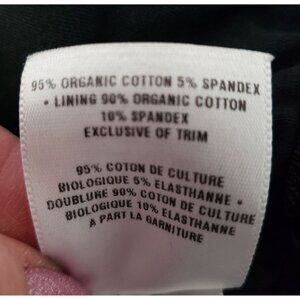 95% ORGANIC COTTON 5% SPANDEX
• LINING 90% ORGANIC COTTON
10% SPANDEX
EXCLUSIVE OF TRIM
95% COTON DE CULTURE
BIOLOGIQUE 5% ELASTHANNE •
DOUBLURE 90% COTON DE CULTURE
BIOLOGIQUE 10% ELASTHANNE
A PART LA GARNITURE